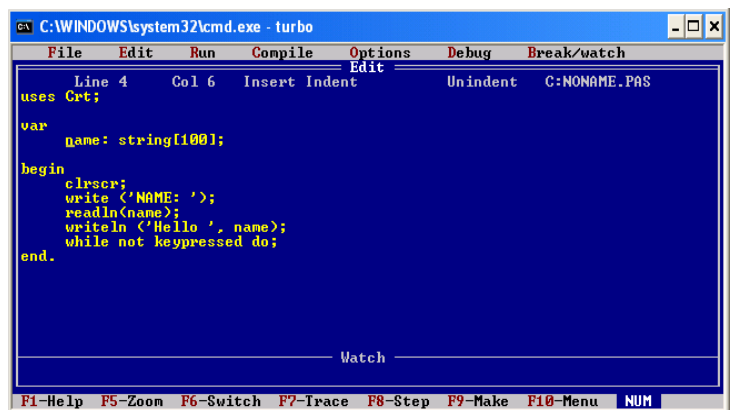 C:\WINDOWS\system32\cmd.exe - turbo
File Edit Run Compile Options Debug Break/watch
Edit
Line 4 Col 6 Insert Indent Unindent C:NONAME.PAS
uses Crt;
var
name: string[100];
begin
clrscr;
write ('NAME: ');
readln(name);
writeln ('Hello ', name);
while not keypressed do;
end.
Watch
F1-Help F5-Zoom F6-Switch F7-Trace F8-Step F9-Make F10-Menu NUM